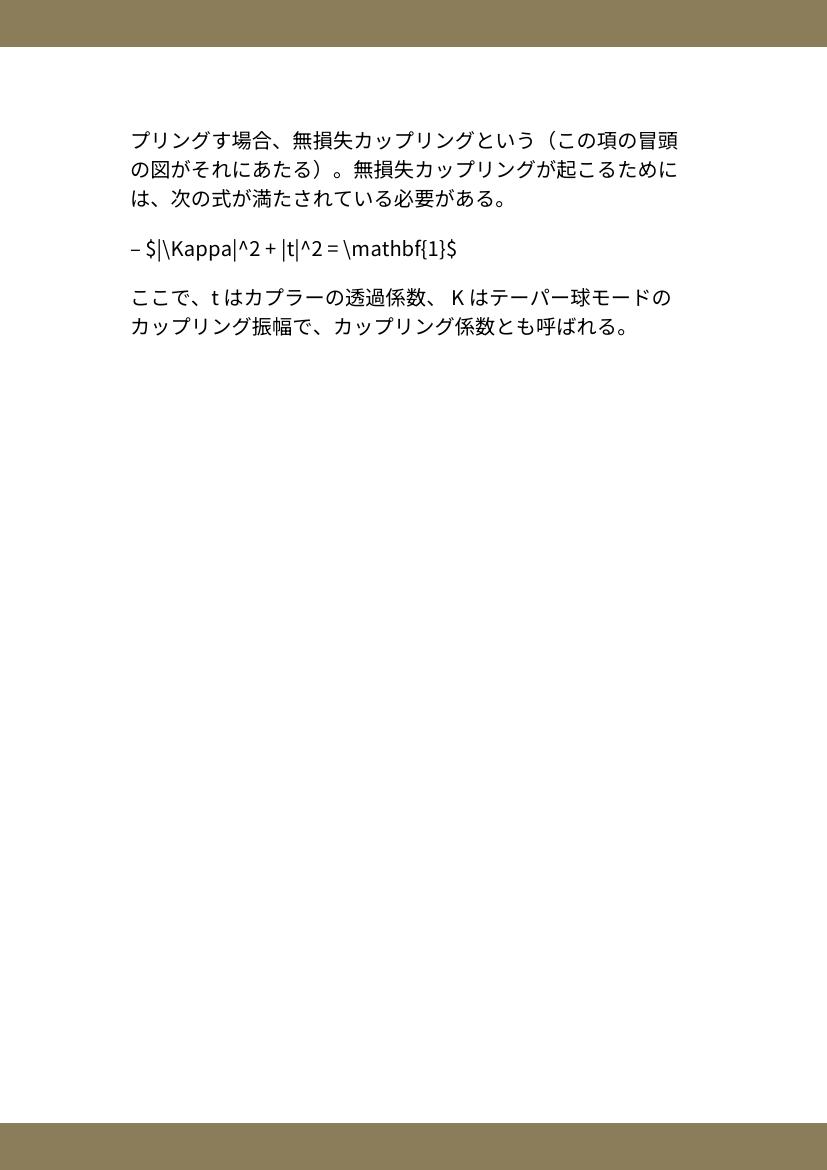 プリングす場合、無損失カップリングという（この項の冒頭
の図がそれにあたる）。無損失カップリングが起こるために
は、次の式が満たされている必要がある。
– $|\Kappa|^2 + |t|^2 = \mathbf{1}$
ここで、t はカプラーの透過係数、 Κ はテーパー球モードの
カップリング振幅で、カップリング係数とも呼ばれる。